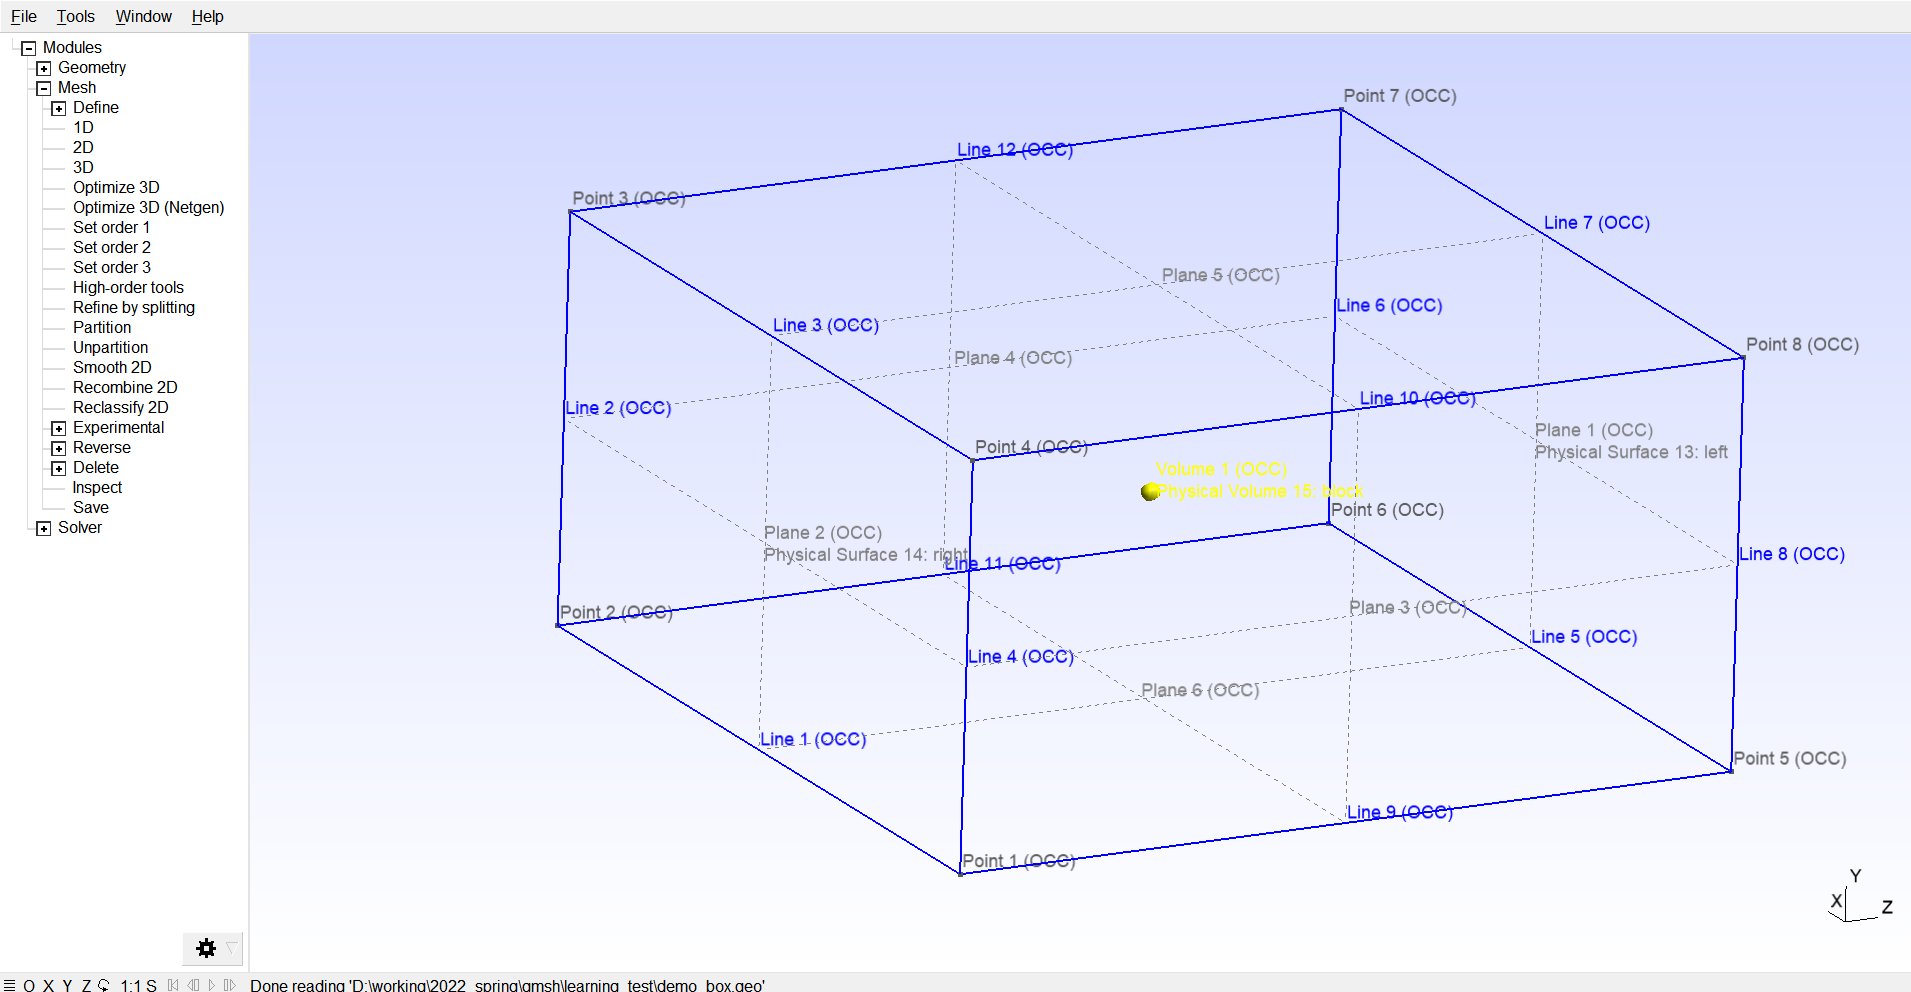 File Tools Window Help
Modules
Geometry
Mesh
Define
1D
2D
3D
Optimize 3D
Optimize 3D (Netgen)
Set order 1
Set order 2
Set order 3
High-order tools
Refine by splitting
Partition
Unpartition
Smooth 2D
Recombine 2D
Reclassify 2D
Experimental
Reverse
Delete
Inspect
Save
Solver
Point 7 (OCC)
Line 12 (OCC)
Point 3 (OCC)
Line 7 (OCC)
Plane 5 (OCC)
Line 6 (OCC)
Line 3 (OCC)
Point 8 (OCC)
Plane 4 (OCC)
Line 10 (OCC)
Line 2 (OCC)
Plane 1 (OCC)
Physical Surface 13: left
Point 4 (OCC)
Volume 1 (OCC)
Physical Volume 15: block
Point 6 (OCC)
Plane 2 (OCC)
Physical Surface 14: right
Line 8 (OCC)
Line 11 (OCC)
Plane 3 (OCC)
Point 2 (OCC)
Line 5 (OCC)
Line 4 (OCC)
Plane 6 (OCC)
Line 1 (OCC)
Point 5 (OCC)
Line 9 (OCC)
Point 1 (OCC)
Y
X
Z
O X Y Z 1:1 S Done reading 'D:\working\2022_spring\gmsh\learning_test\demo_box.geo'